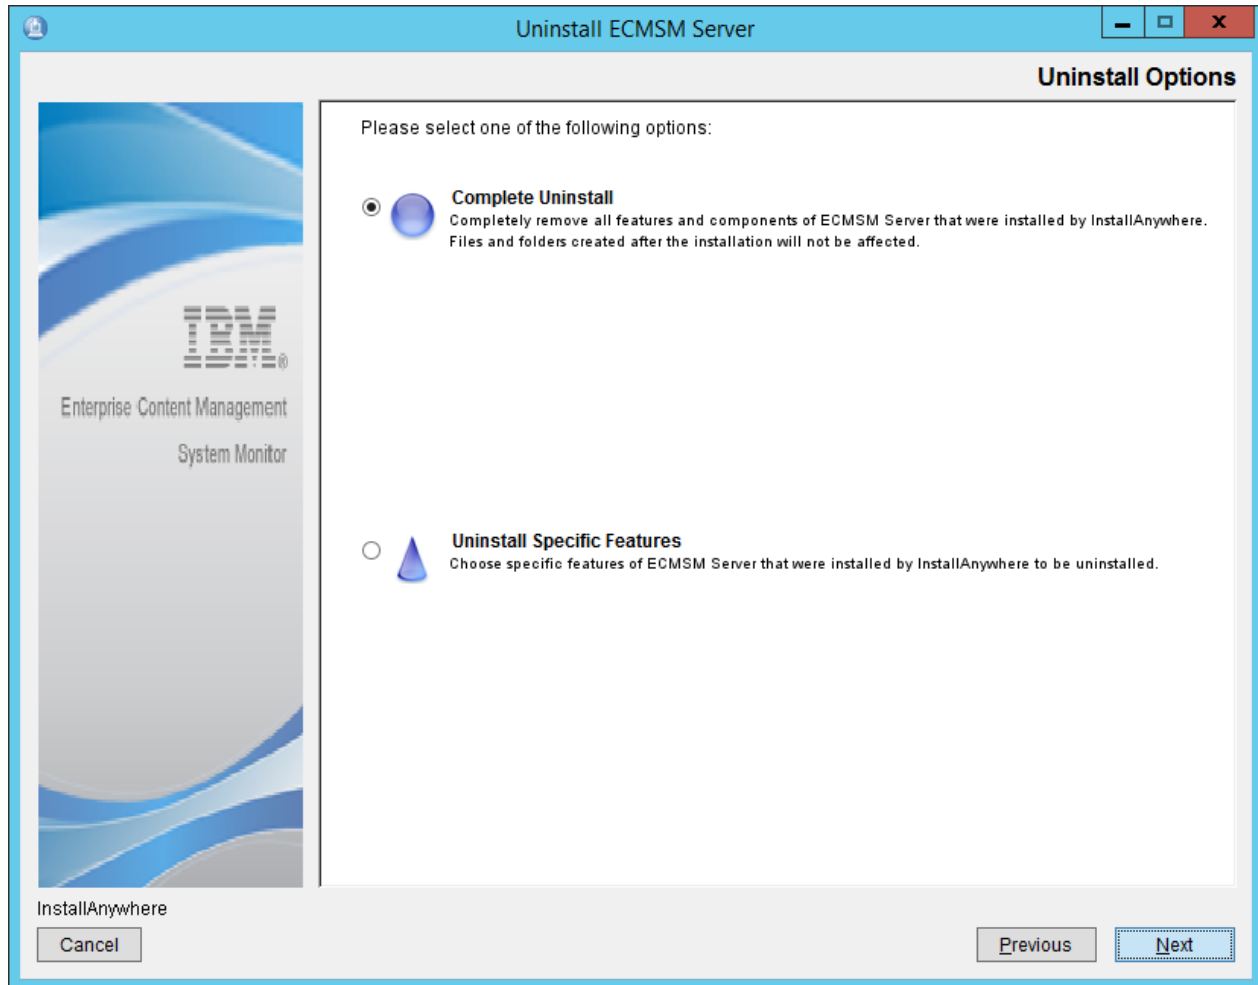 Uninstall ECMSM Server
Uninstall Options
Please select one of the following options:
Complete Uninstall
Completely remove all features and components of ECMSM Server that were installed by InstallAnywhere.
Files and folders created after the installation will not be affected.
IBM®
Enterprise Content Management
System Monitor
Uninstall Specific Features
Choose specific features of ECMSM Server that were installed by InstallAnywhere to be uninstalled.
InstallAnywhere
Cancel
Previous
Next